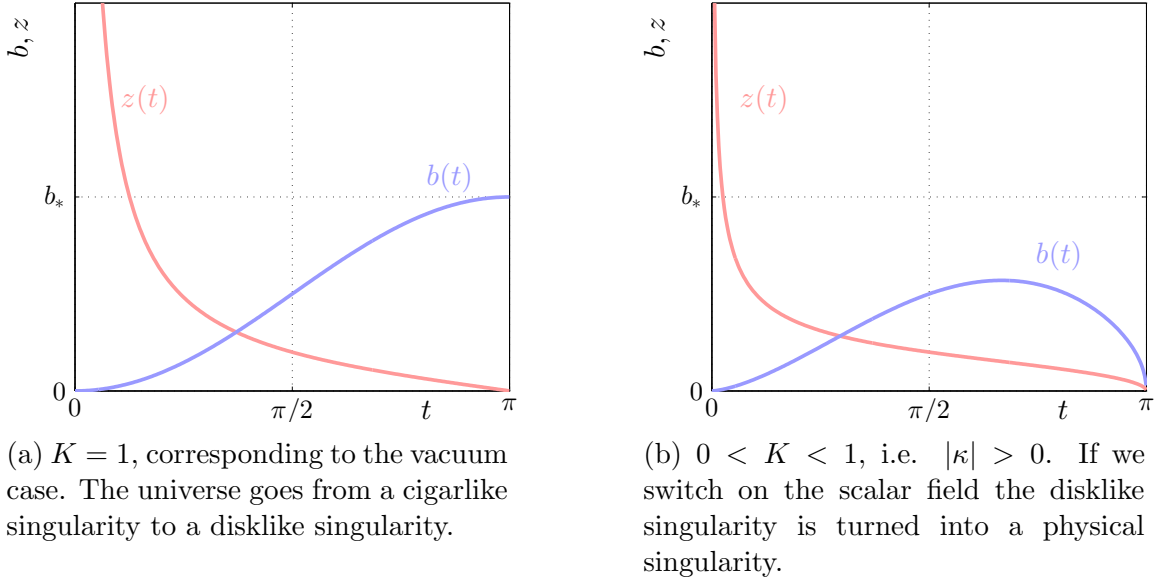 b, z
z(t)
b(t)
b*
0
0
π/2
t
π
(a) K = 1, corresponding to the vacuum
case. The universe goes from a cigarlike
singularity to a disklike singularity.
b, z
z(t)
b(t)
b*
0
0
π/2
t
π
(b) 0 < K < 1, i.e. |κ| > 0. If we
switch on the scalar field the disklike
singularity is turned into a physical
singularity.